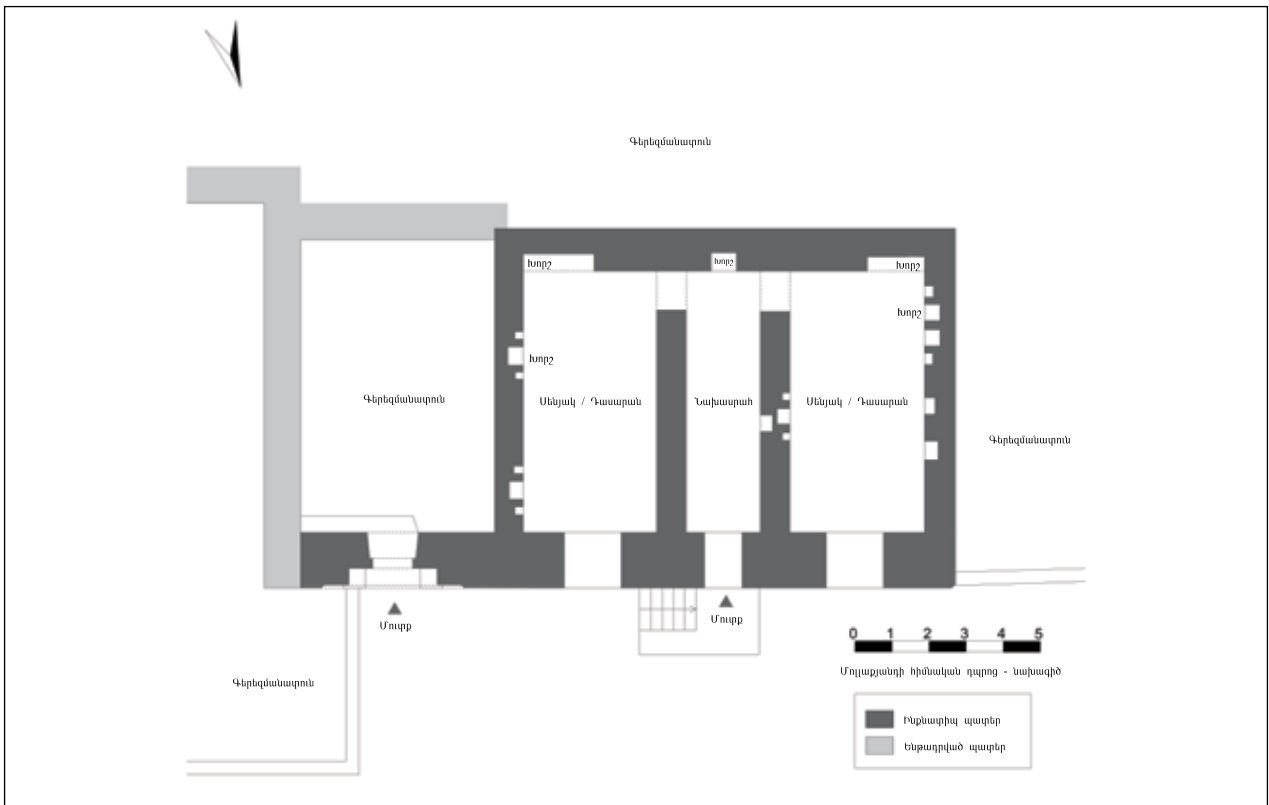 Գերեզմանատուն
Խորշ
Խորշ
Խորշ
Խորշ
Խորշ
Գերեզմանատուն
Սենյակ / Դասարան
Նախասրահ
Սենյակ / Դասարան
Գերեզմանատուն
Մուտք
Մուտք
Գերեզմանատուն
0 1 2 3 4 5
Մոլլաքյանդի հիմնական դպրոց - նախագիծ
Ինքնատիպ պատեր
Ենթադրված պատեր